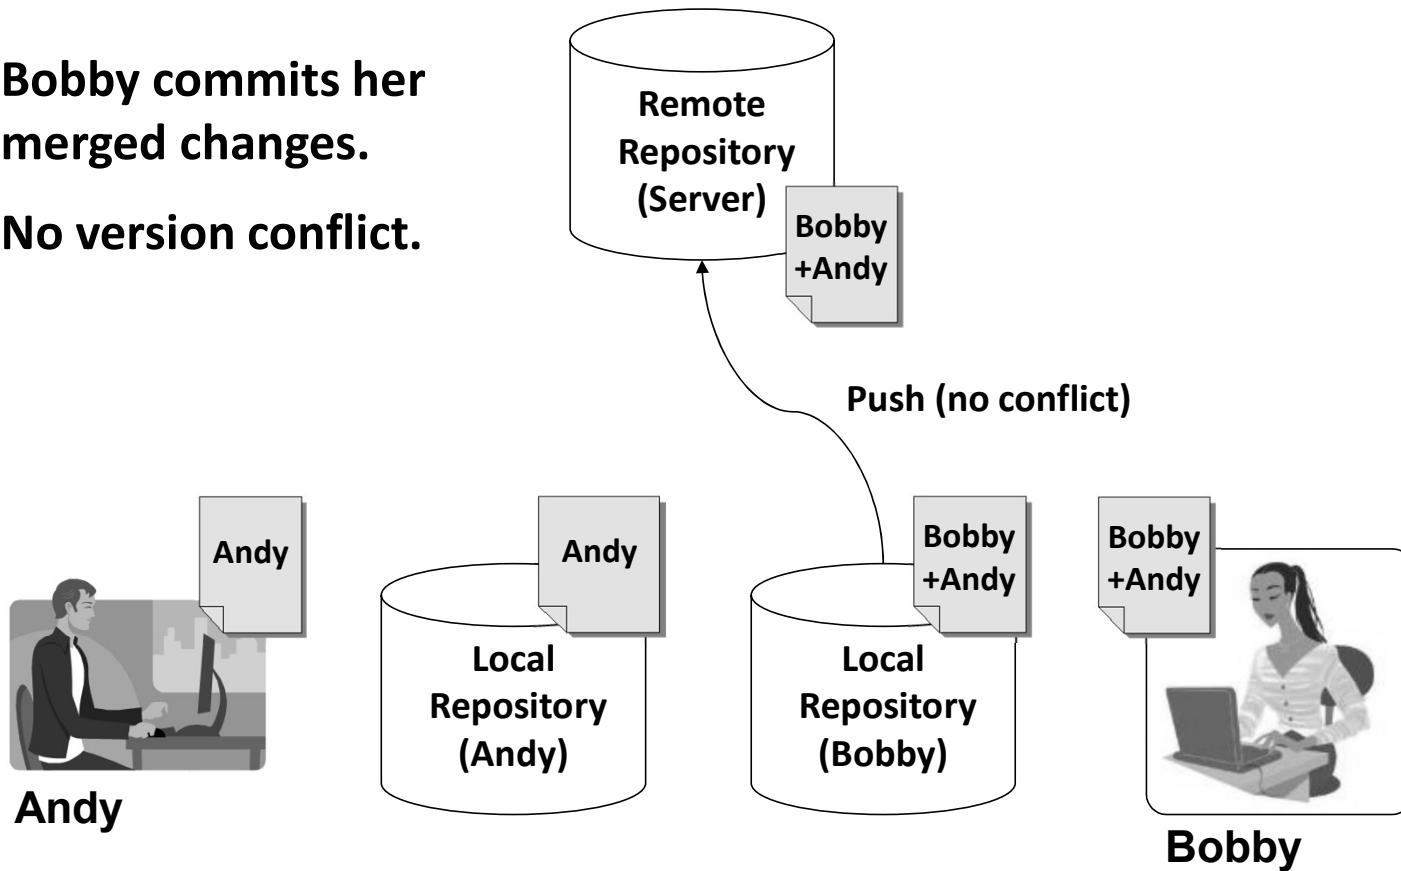 Bobby commits her
merged changes.
No version conflict.
Remote
Repository
(Server)
Bobby
+Andy
Push (no conflict)
Andy
Andy
Bobby
+Andy
Bobby
+Andy
Local
Repository
(Andy)
Local
Repository
(Bobby)
Andy
Bobby